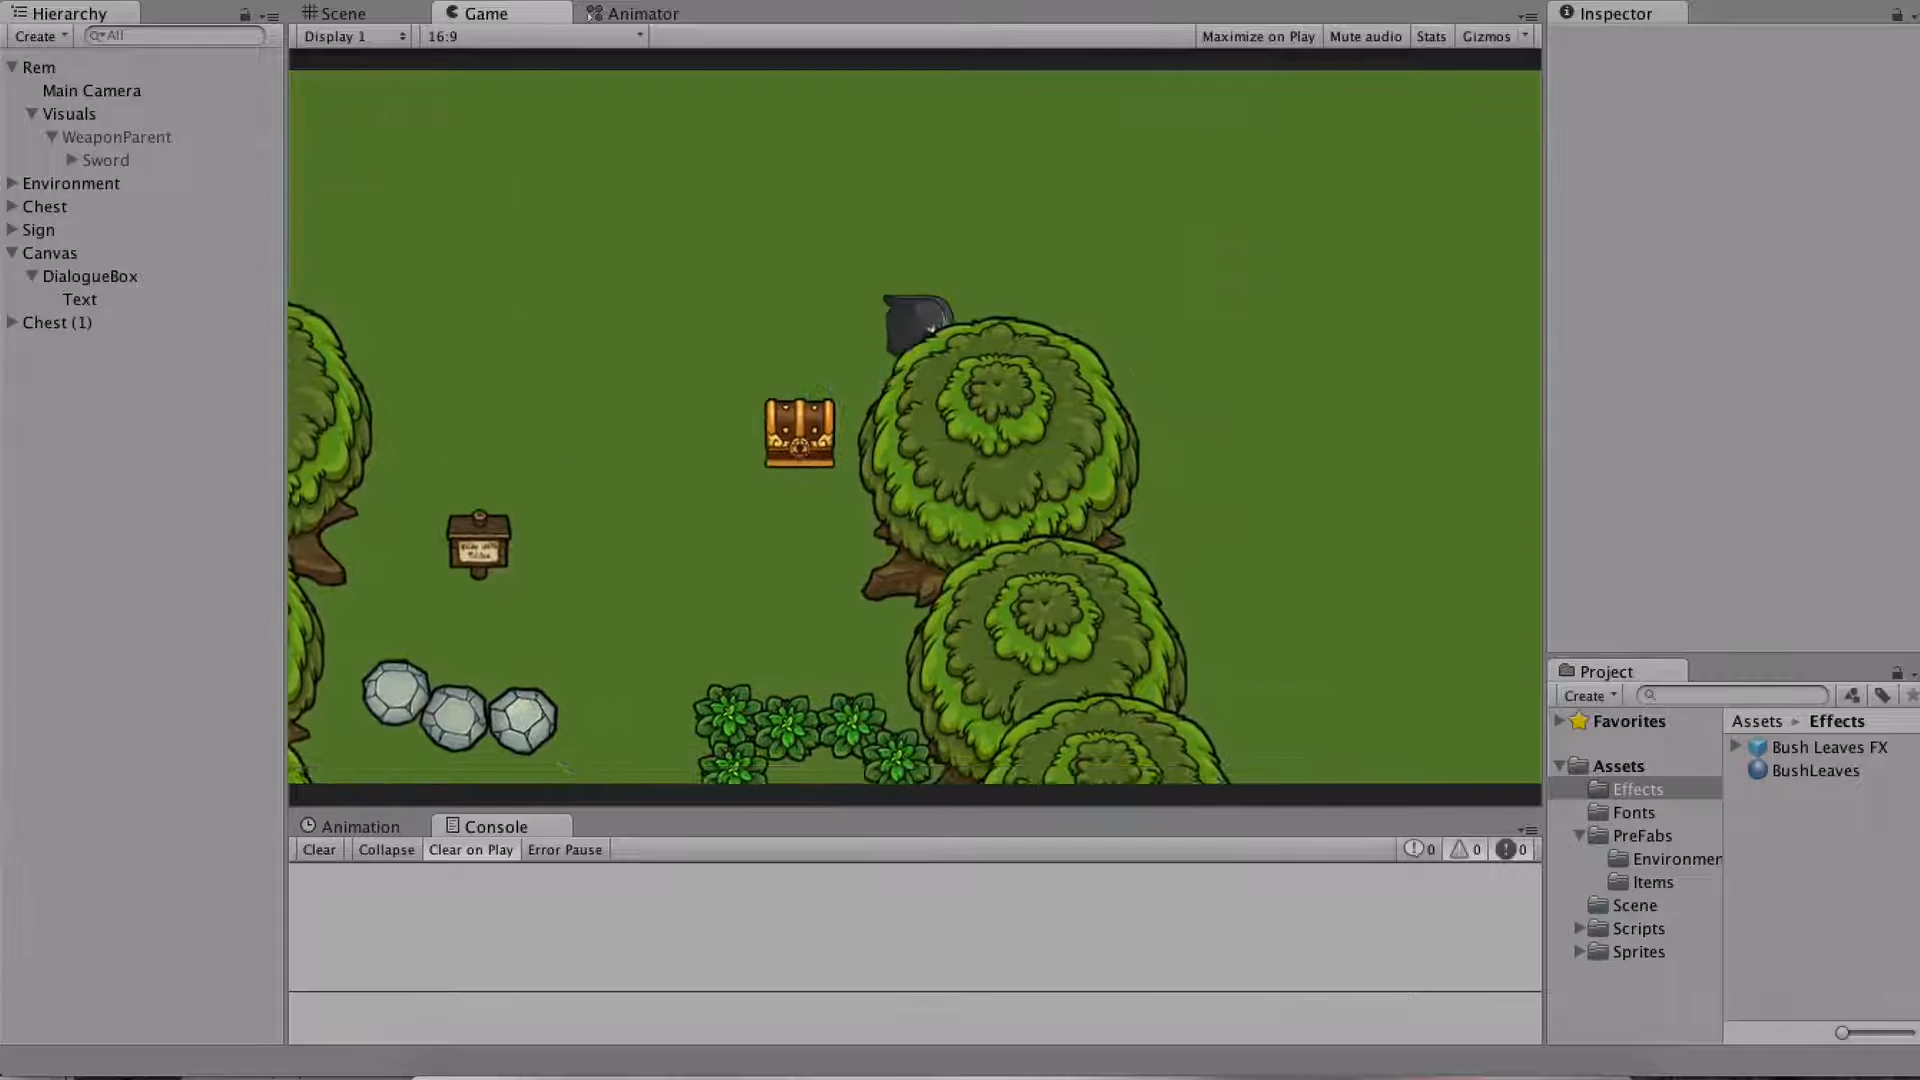 Hierarchy
Create
All
Rem
Main Camera
Visuals
WeaponParent
Sword
Environment
Chest
Sign
Canvas
DialogueBox
Text
Chest (1)
Scene
Game
Animator
Display 1
16:9
Maximize on Play
Mute audio
Stats
Gizmos
Animation
Console
Clear
Collapse
Clear on Play
Error Pause
0
0
0
Inspector
Project
Create
Favorites
Assets
Effects
Fonts
PreFabs
Environmen
Items
Scene
Scripts
Sprites
Assets
Effects
Bush Leaves FX
BushLeaves